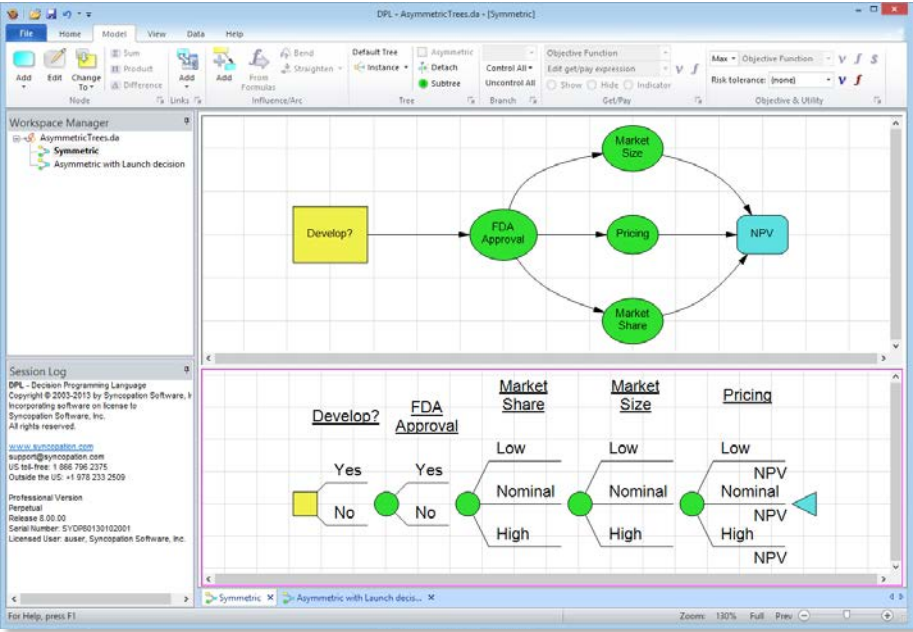 DPL - AsymmetricTrees.da - [Symmetric]
File Home Model View Data Help
Add
Edit
Change To
Sum
Product
Difference
Node
Add
Links
Add
From Formulas
Bend
Straighten
Influence/Arc
Default Tree
Instance
Asymmetric
Detach
Subtree
Tree
Control All
Uncontrol All
Branch
Objective Function
Edit get/pay expression
Show Hide Indicator
Get/Pay
Max Objective Function
Risk tolerance: (none)
Objective & Utility
Workspace Manager
AsymmetricTrees.da
Symmetric
Asymmetric with Launch decision
Develop?
FDA
Approval
Market
Size
Pricing
Market
Share
NPV
Session Log
DPL - Decision Programming Language
Copyright © 2003-2013 by Syncopation Software, I
Incorporating software on license to
Syncopation Software, Inc.
All rights reserved.
www.syncopation.com
support@syncopation.com
US toll-free: 1 866 796 2375
Outside the US: +1 978 233 2509
Professional Version
Perpetual
Release 8.00.00
Serial Number: SYDP80130102001
Licensed User: auser, Syncopation Software, Inc.
Develop?
FDA
Approval
Market
Share
Market
Size
Pricing
Yes Yes Low Low Low
NPV
No No Nominal Nominal Nominal
NPV
High High High
NPV
Symmetric Asymmetric with Launch decis...
For Help, press F1
Zoom: 130% Full Prev